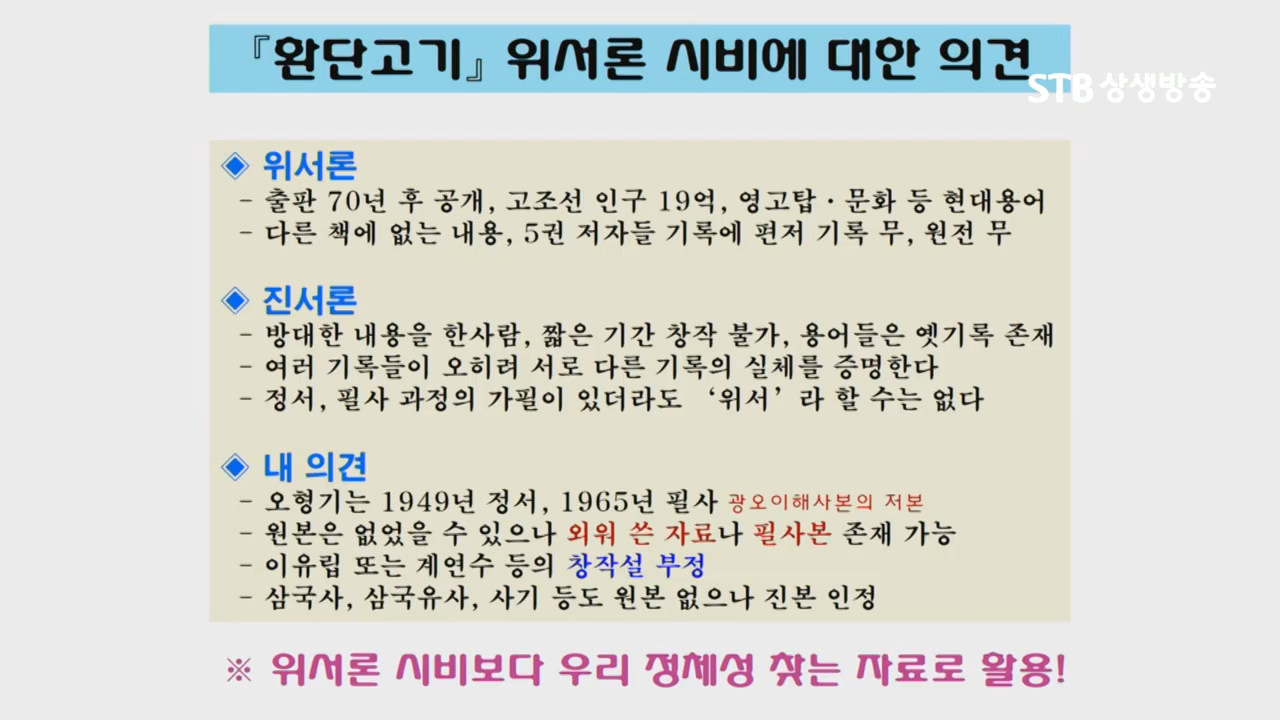 『환단고기』 위서론 시비에 대한 의견
STB 상생방송
◈ 위서론
- 출판 70년 후 공개, 고조선 인구 19억, 영고탑·문화 등 현대용어
- 다른 책에 없는 내용, 5권 저자들 기록에 편저 기록 무, 원전 무
◈ 진서론
- 방대한 내용을 한사람, 짧은 기간 창작 불가, 용어들은 옛기록 존재
- 여러 기록들이 오히려 서로 다른 기록의 실체를 증명한다
- 정서, 필사 과정의 가필이 있더라도 ‘위서’라 할 수는 없다
◈ 내 의견
- 오형기는 1949년 정서, 1965년 필사 광오이해사본의 저본
- 원본은 없었을 수 있으나 외워 쓴 자료나 필사본 존재 가능
- 이유립 또는 계연수 등의 창작설 부정
- 삼국사, 삼국유사, 사기 등도 원본 없으나 진본 인정
※ 위서론 시비보다 우리 정체성 찾는 자료로 활용!